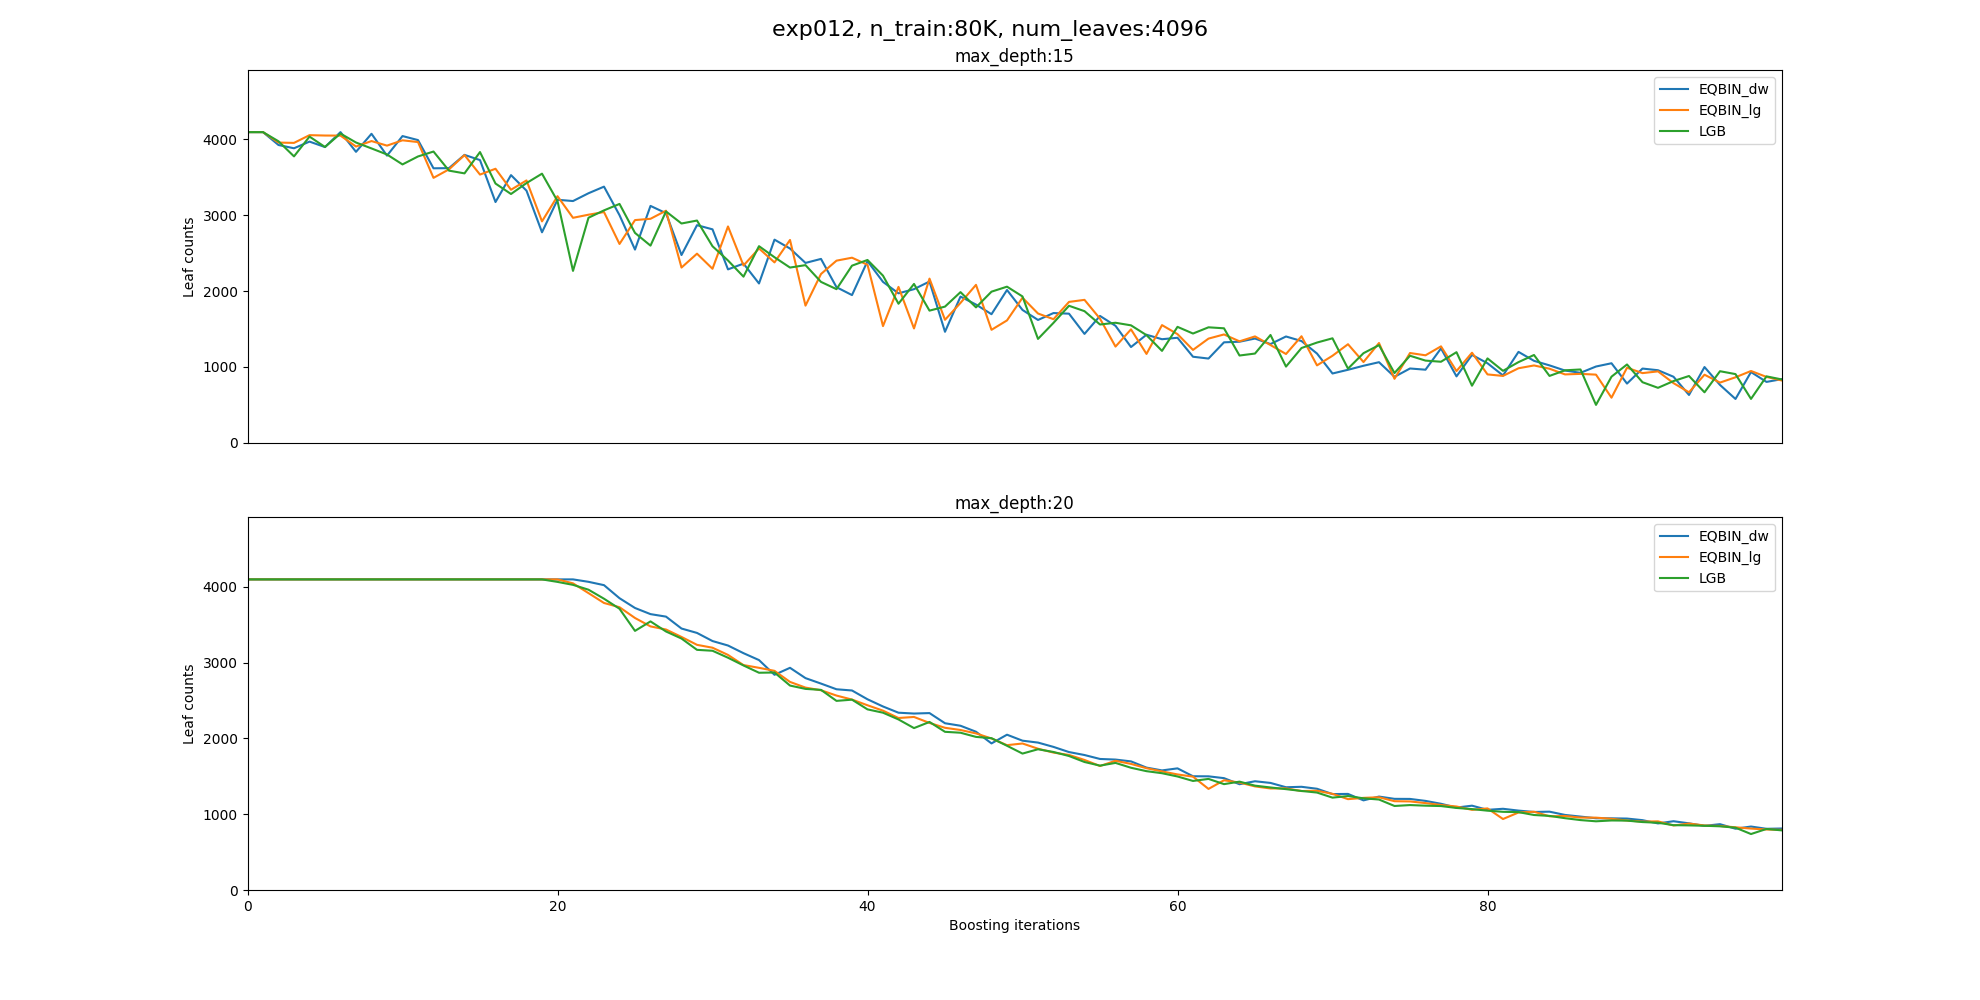 exp012, n_train:80K, num_leaves:4096
max_depth:15
EQBIN_dw
EQBIN_lg
LGB
Leaf counts
4000
3000
2000
1000
0
max_depth:20
EQBIN_dw
EQBIN_lg
LGB
Leaf counts
4000
3000
2000
1000
0
0 20 40 60 80
Boosting iterations